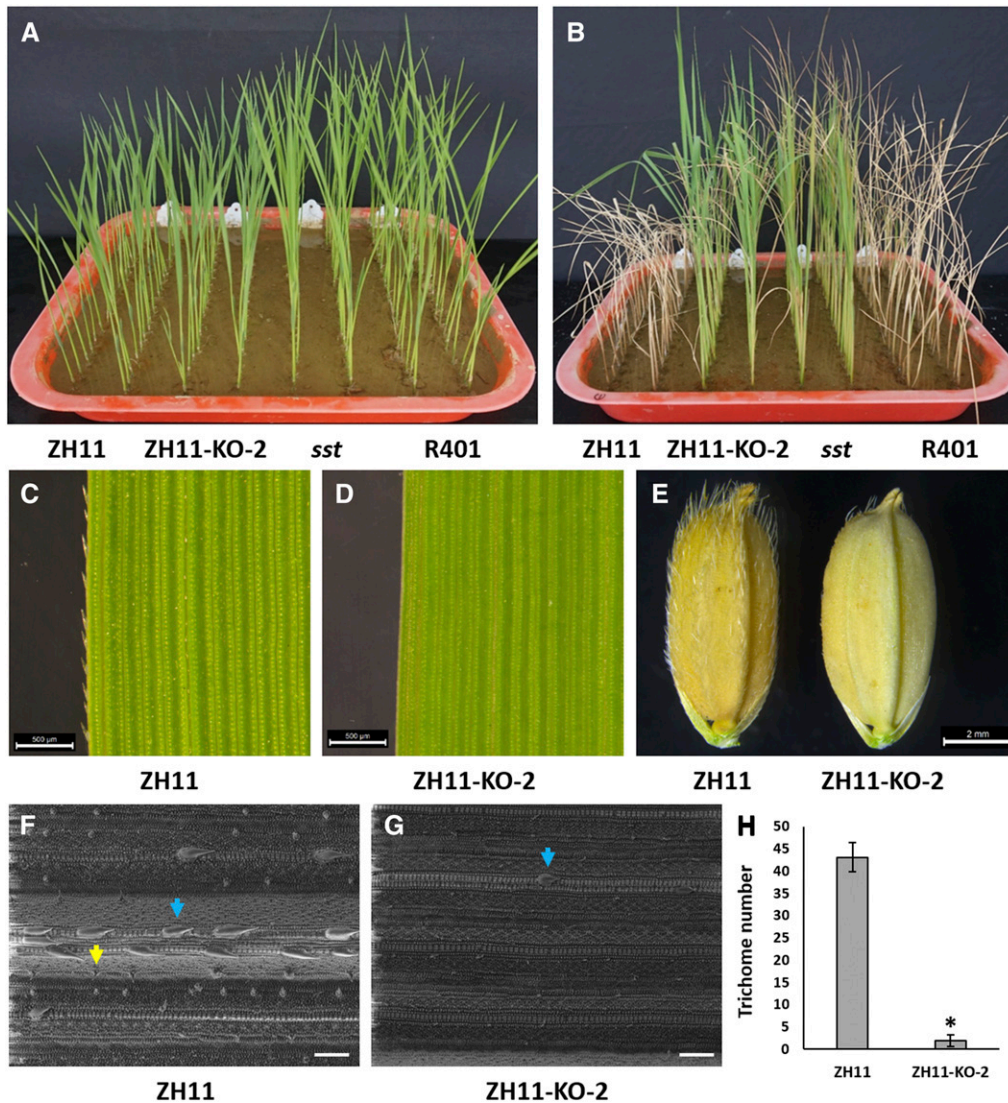 A
B
ZH11 ZH11-KO-2 sst R401
ZH11 ZH11-KO-2 sst R401
C
D
E
500 µm
500 µm
2 mm
ZH11
ZH11-KO-2
ZH11 ZH11-KO-2
F
G
H
Trichome number
50
45
40
35
30
25
20
15
10
5
0
*
ZH11 ZH11-KO-2
ZH11
ZH11-KO-2